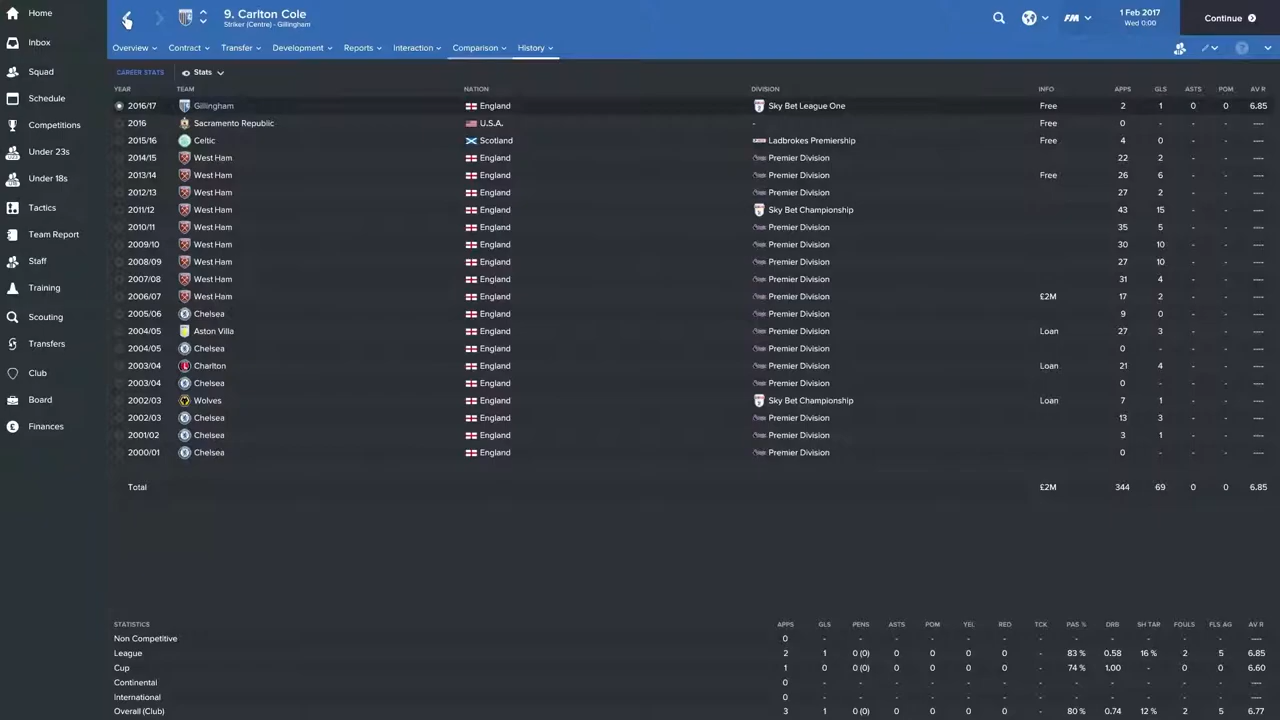 Home
Inbox
Squad
Schedule
Competitions
Under 23s
Under 18s
Tactics
Team Report
Staff
Training
Scouting
Transfers
Club
Board
Finances
9. Carlton Cole
Striker (Centre) - Gillingham
FM
1 Feb 2017
Wed 0:00
Continue
Overview Contract Transfer Development Reports Interaction Comparison History
CAREER STATS Stats
YEAR TEAM NATION DIVISION INFO APPS GLS ASTS POM AV R
2016/17 Gillingham England Sky Bet League One Free 2 1 0 0 6.85
2016 Sacramento Republic U.S.A. - Free 0 - - - ----
2015/16 Celtic Scotland Ladbrokes Premiership Free 4 0 - - ----
2014/15 West Ham England Premier Division 22 2 - - ----
2013/14 West Ham England Premier Division Free 26 6 - - ----
2012/13 West Ham England Premier Division 27 2 - - ----
2011/12 West Ham England Sky Bet Championship 43 15 - - ----
2010/11 West Ham England Premier Division 35 5 - - ----
2009/10 West Ham England Premier Division 30 10 - - ----
2008/09 West Ham England Premier Division 27 10 - - ----
2007/08 West Ham England Premier Division 31 4 - - ----
2006/07 West Ham England Premier Division £2M 17 2 - - ----
2005/06 Chelsea England Premier Division 9 0 - - ----
2004/05 Aston Villa England Premier Division Loan 27 3 - - ----
2004/05 Chelsea England Premier Division 0 - - - ----
2003/04 Charlton England Premier Division Loan 21 4 - - ----
2003/04 Chelsea England Premier Division 0 - - - ----
2002/03 Wolves England Sky Bet Championship Loan 7 1 - - ----
2002/03 Chelsea England Premier Division 13 3 - - ----
2001/02 Chelsea England Premier Division 3 1 - - ----
2000/01 Chelsea England Premier Division 0 - - - ----
Total £2M 344 69 0 0 6.85
STATISTICS APPS GLS PENS ASTS POM YEL RED TCK PAS % DRB SH TAR FOULS FLS AG AV R
Non Competitive 0 - - - - - - - - - - - - ----
League 2 1 0 (0) 0 0 0 0 - 83 % 0.58 16 % 2 5 6.85
Cup 1 0 0 (0) 0 0 0 0 - 74 % 1.00 - 0 0 6.60
Continental 0 - - - - - - - - - - - - ----
International 0 - - - - - - - - - - - - ----
Overall (Club) 3 1 0 (0) 0 0 0 0 - 80 % 0.74 12 % 2 5 6.77